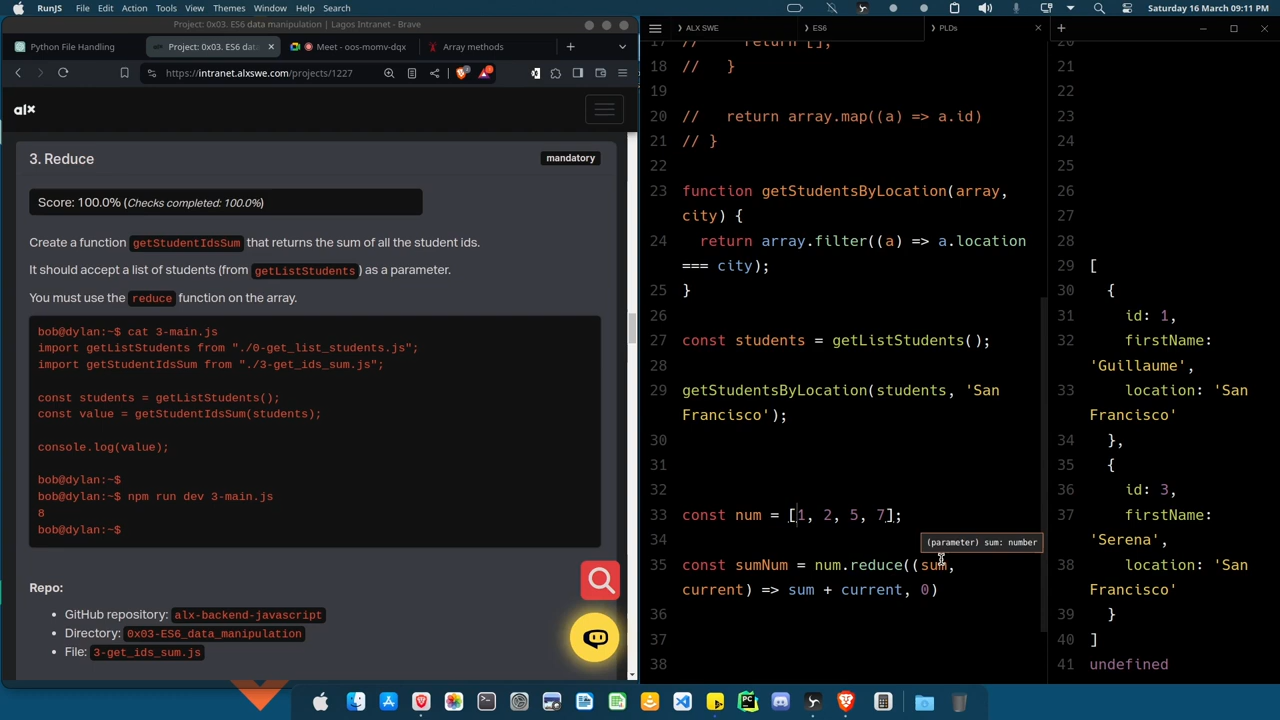 RunJS File Edit Action Tools View Themes Window Help Search
Saturday 16 March 09:11 PM
Project: 0x03. ES6 data manipulation | Alx Swe | Lagos Intranet - Brave
Python File Handling
Project: 0x03. ES6 data
Meet - oos-momv-dqx
Array methods
https://intranet.alxswe.com/projects/1227
alx
3. Reduce
mandatory
Score: 100.0% (Checks completed: 100.0%)
Create a function getStudentIdsSum that returns the sum of all the student ids.
It should accept a list of students (from getListStudents) as a parameter.
You must use the reduce function on the array.
bob@dylan:~$ cat 3-main.js
import getListStudents from "./0-get_list_students.js";
import getStudentIdsSum from "./3-get_ids_sum.js";
const students = getListStudents();
const value = getStudentIdsSum(students);
console.log(value);
bob@dylan:~$
bob@dylan:~$ npm run dev 3-main.js
8
bob@dylan:~$
Repo:
• GitHub repository: alx-backend-javascript
• Directory: 0x03-ES6_data_manipulation
• File: 3-get_ids_sum.js
ALX SWE
ES6
PLDs
17 // return [];
18 // }
19
20 // return array.map((a) => a.id)
21 // }
22
23 function getStudentsByLocation(array,
city) {
24 return array.filter((a) => a.location
=== city);
25 }
26
27 const students = getListStudents();
28
29 getStudentsByLocation(students, 'San
Francisco');
30
31
32
33 const num = [1, 2, 5, 7];
34
(parameter) sum: number
35 const sumNum = num.reduce((sum,
current) => sum + current, 0)
36
37
38
20
21
22
23
24
25
26
27
28
29 [
30 {
31 id: 1,
32 firstName:
'Guillaume',
33 location: 'San
Francisco'
34 },
35 {
36 id: 3,
37 firstName:
'Serena',
38 location: 'San
Francisco'
39 }
40 ]
41 undefined